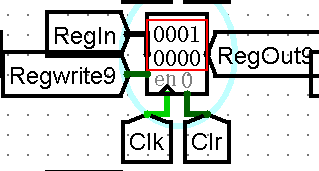 RegIn
0001
0000
RegOut9
Regwrite9
en 0
Clk
Clr